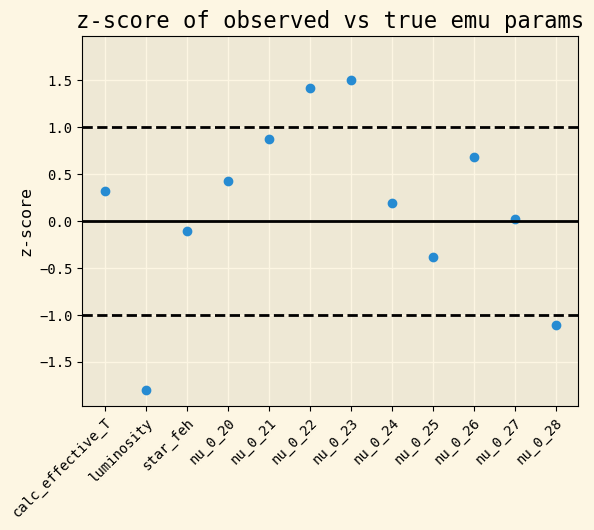 z-score of observed vs true emu params
z-score
1.5
1.0
0.5
0.0
−0.5
−1.0
−1.5
calc_effective_T
luminosity
star_feh
nu_0_20
nu_0_21
nu_0_22
nu_0_23
nu_0_24
nu_0_25
nu_0_26
nu_0_27
nu_0_28